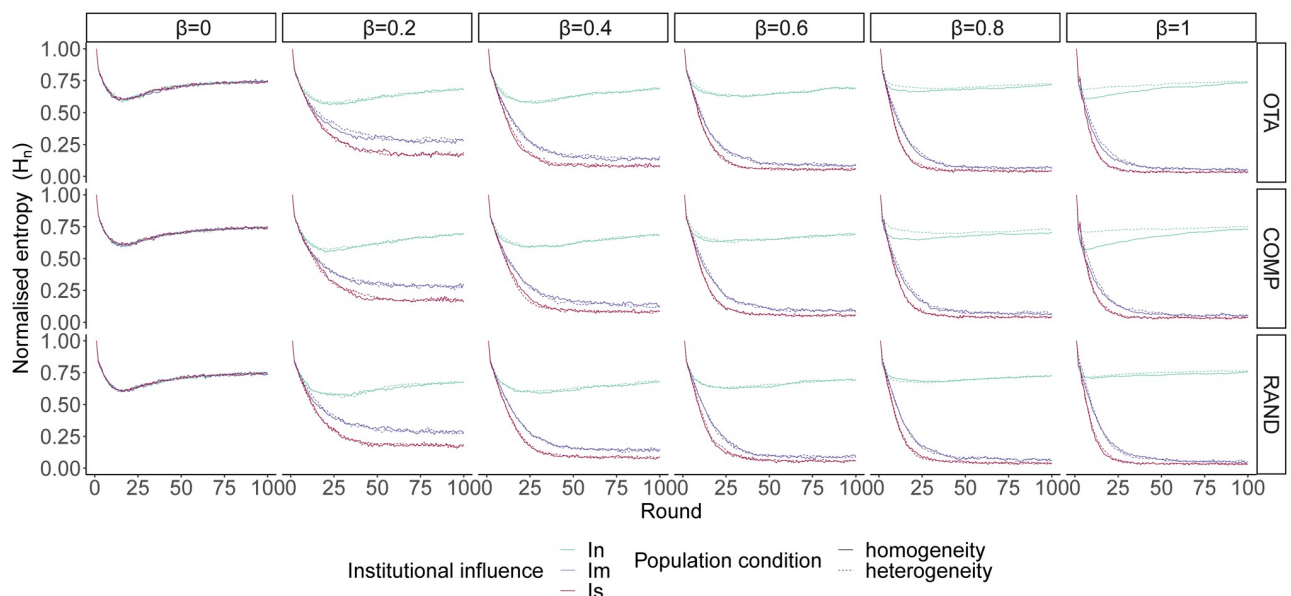 β=0 β=0.2 β=0.4 β=0.6 β=0.8 β=1
1.00
0.75
0.50
0.25
0.00
OTA
Normalised entropy (Hn)
1.00
0.75
0.50
0.25
0.00
COMP
1.00
0.75
0.50
0.25
0.00
RAND
0 25 50 75 100 0 25 50 75 100 0 25 50 75 100 0 25 50 75 100 0 25 50 75 100 0 25 50 75 100
Round
Institutional influence
In
Im
Is
Population condition
homogeneity
heterogeneity